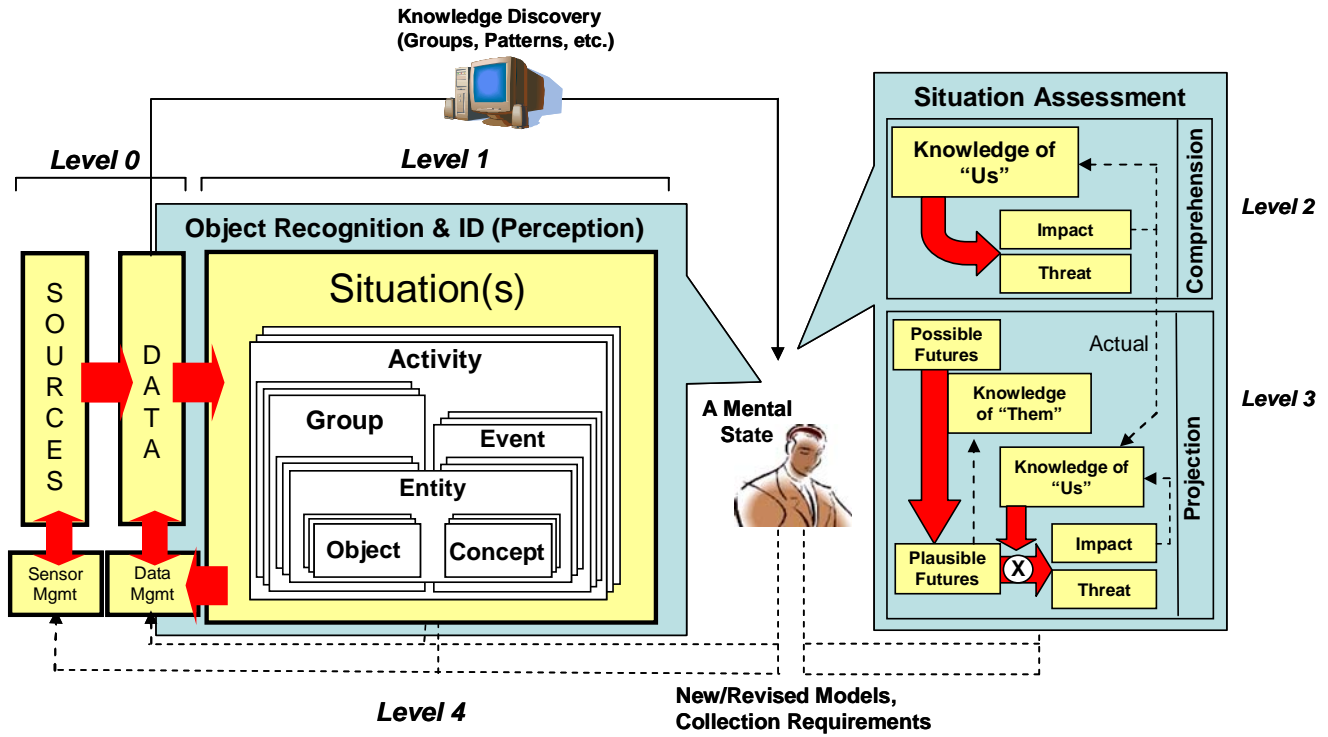 Knowledge Discovery
(Groups, Patterns, etc.)
Level 0
Level 1
Object Recognition & ID (Perception)
SOURCES
DATA
Sensor
Mgmt
Data
Mgmt
Situation(s)
Activity
Group
Event
Entity
Object
Concept
A Mental
State
Situation Assessment
Knowledge of
“Us”
Impact
Threat
Comprehension
Level 2
Possible
Futures
Actual
Knowledge
of “Them”
Knowledge of
“Us”
Plausible
Futures
X
Impact
Threat
Projection
Level 3
Level 4
New/Revised Models,
Collection Requirements